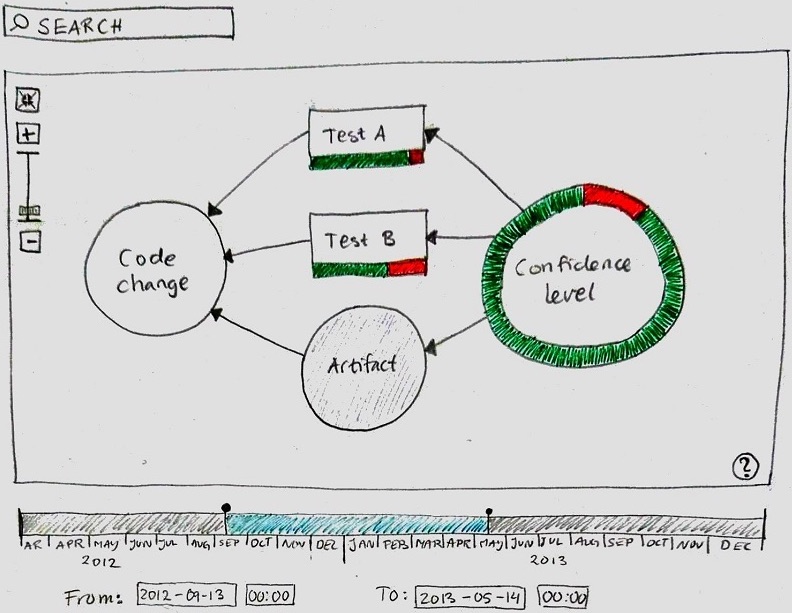 SEARCH
+
Test A
Test B
-
Code
change
Confidence
level
Artifact
?
AR APR MAY JUN JUL AUG SEP OCT NOV DEC JAN FEB MAR APR MAY JUN JUL AUG SEP OCT NOV DEC
2012 2013
From: 2012-09-13 00:00 To: 2013-05-14 00:00